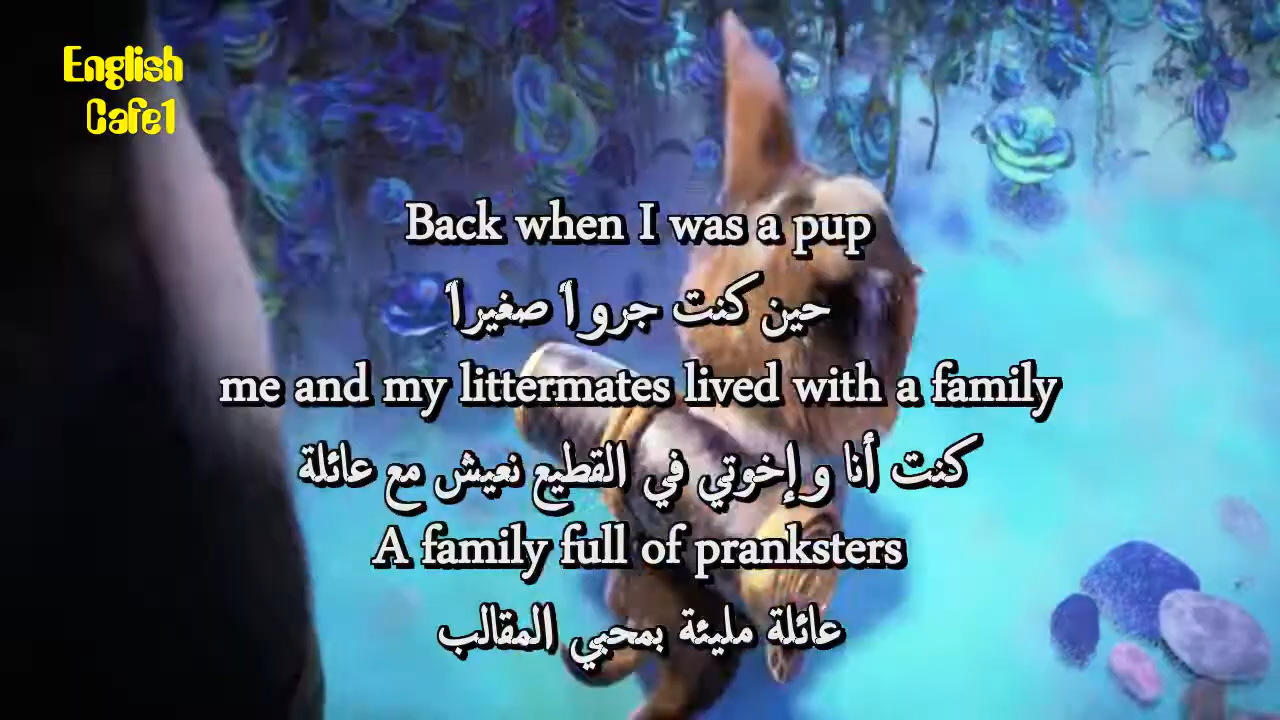 English
Cafe1
Back when I was a pup
حين كنت جروا صغيرا
me and my littermates lived with a family
كنت أنا و إخوتي في القطيع نعيش مع عائلة
A family full of pranksters
عائلة مليئة بمحبي المقالب